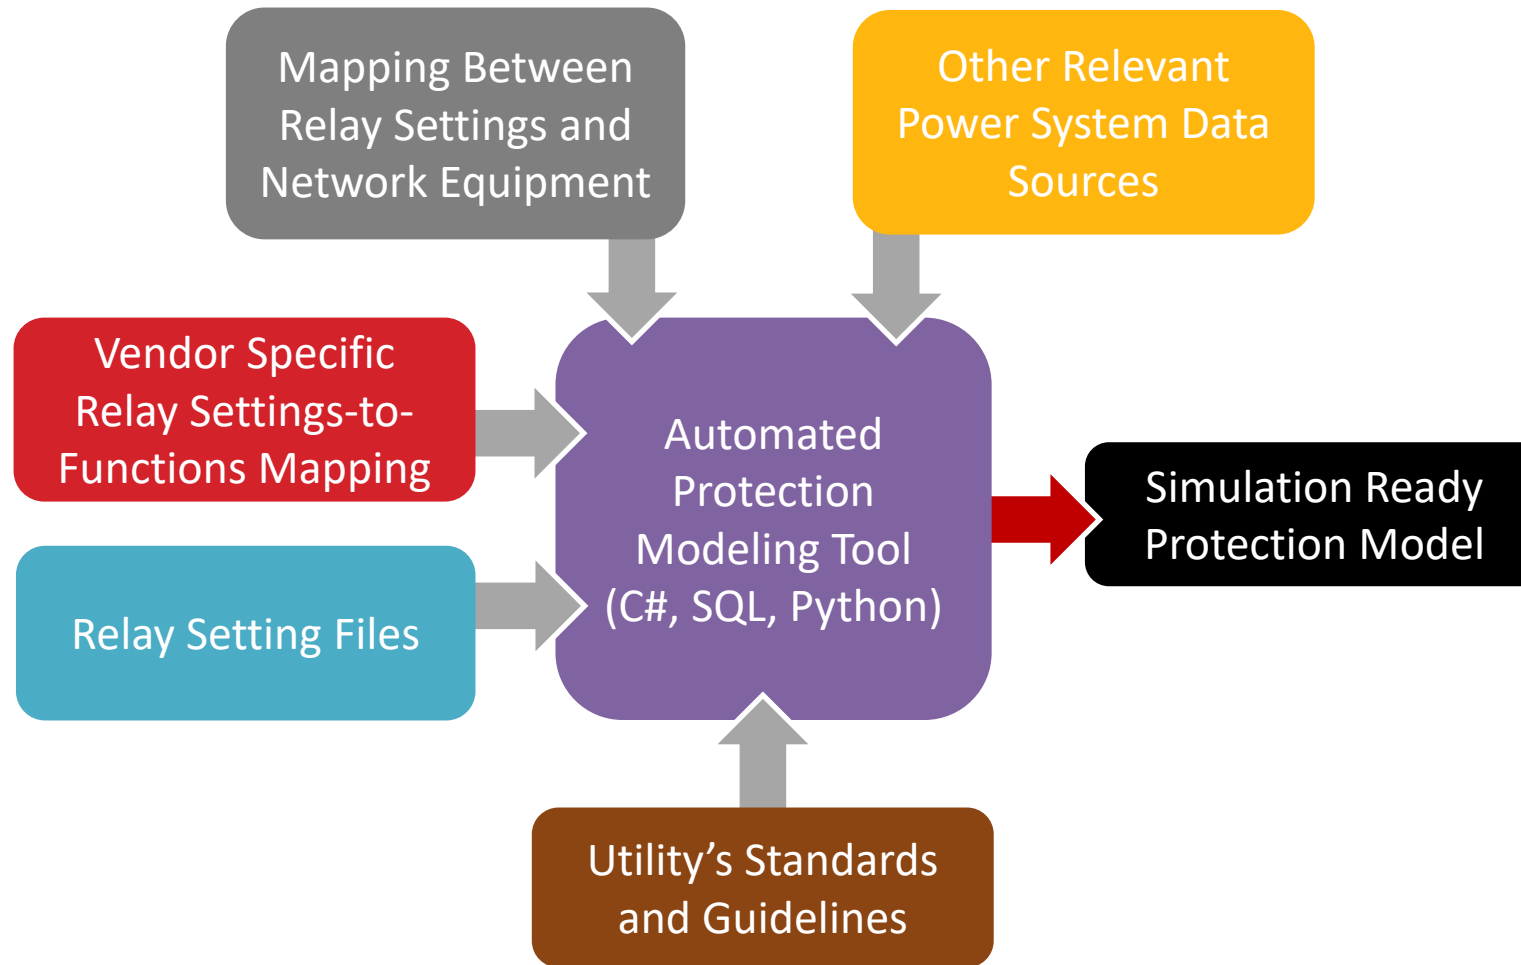 Mapping Between
Relay Settings and
Network Equipment
Other Relevant
Power System Data
Sources
Vendor Specific
Relay Settings-to-
Functions Mapping
Automated
Protection
Modeling Tool
(C#, SQL, Python)
Simulation Ready
Protection Model
Relay Setting Files
Utility’s Standards
and Guidelines